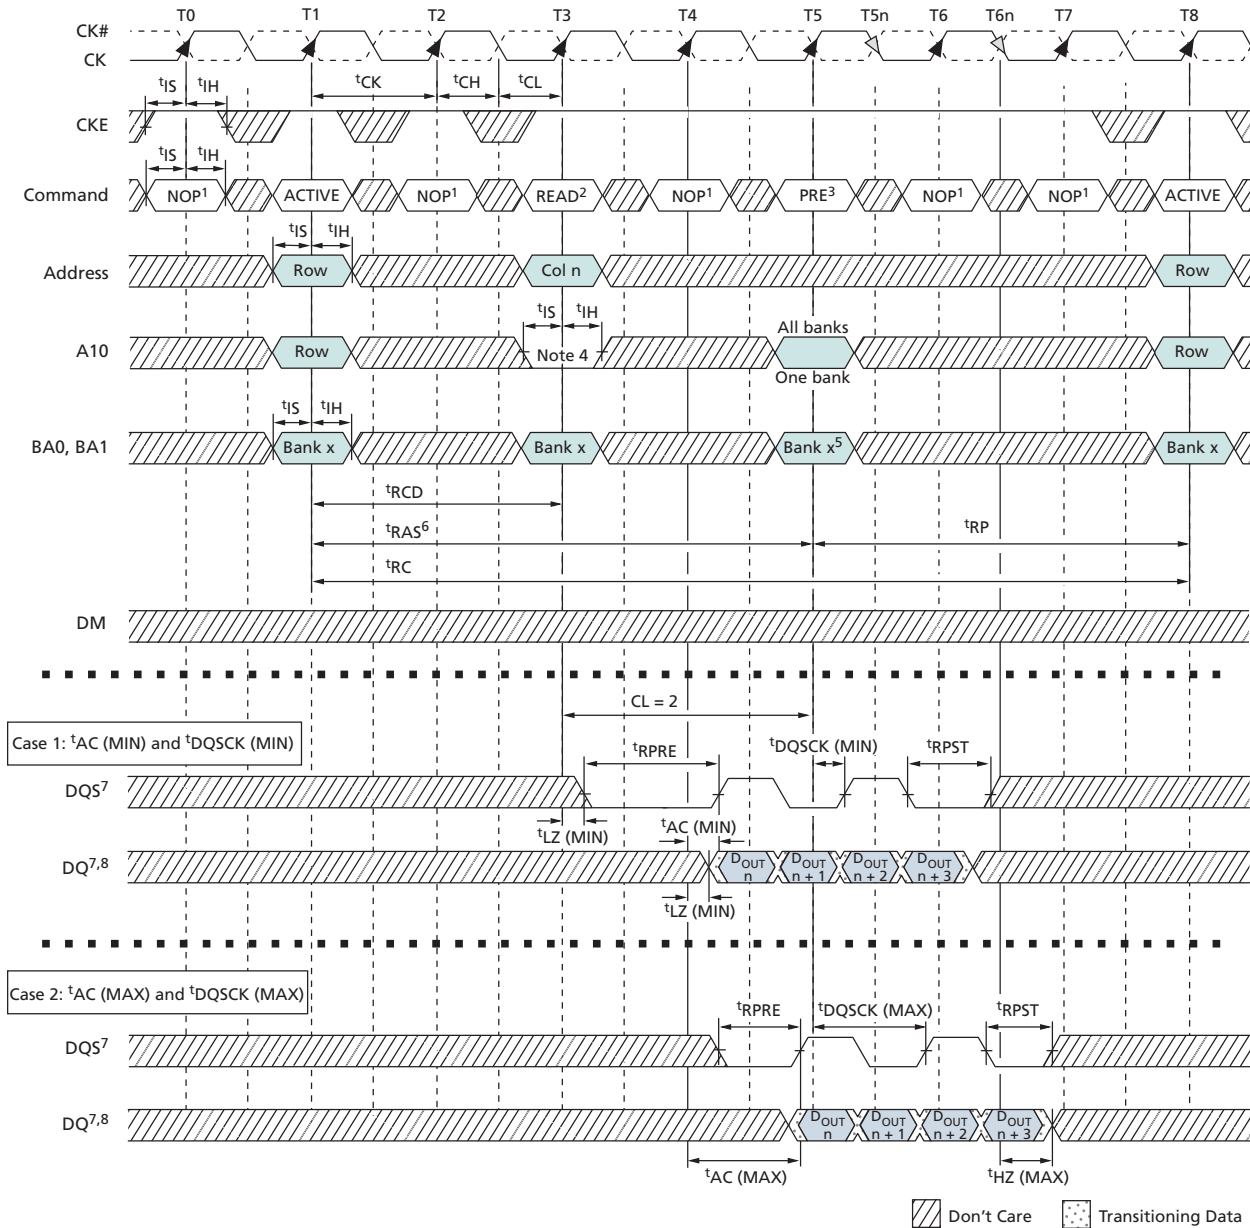 T0 T1 T2 T3 T4 T5 T5n T6 T6n T7 T8
CK#
CK
tIS tIH tCK tCH tCL
CKE
tIS tIH
Command NOP1 ACTIVE NOP1 READ2 NOP1 PRE3 NOP1 NOP1 ACTIVE
tIS tIH
Address Row Col n Row
tIS tIH All banks
A10 Row Note 4 Row
One bank
tIS tIH
BA0, BA1 Bank x Bank x Bank x5 Bank x
tRCD
tRAS6 tRP
tRC
DM
CL = 2
Case 1: tAC (MIN) and tDQSCK (MIN)
tRPRE tDQSCK (MIN) tRPST
DQS7
tLZ (MIN) tAC (MIN)
DQ7,8 DOUT n DOUT n + 1 DOUT n + 2 DOUT n + 3
tLZ (MIN)
Case 2: tAC (MAX) and tDQSCK (MAX)
tRPRE tDQSCK (MAX) tRPST
DQS7
DQ7,8 DOUT n DOUT n + 1 DOUT n + 2 DOUT n + 3
tAC (MAX) tHZ (MAX)
Don't Care Transitioning Data